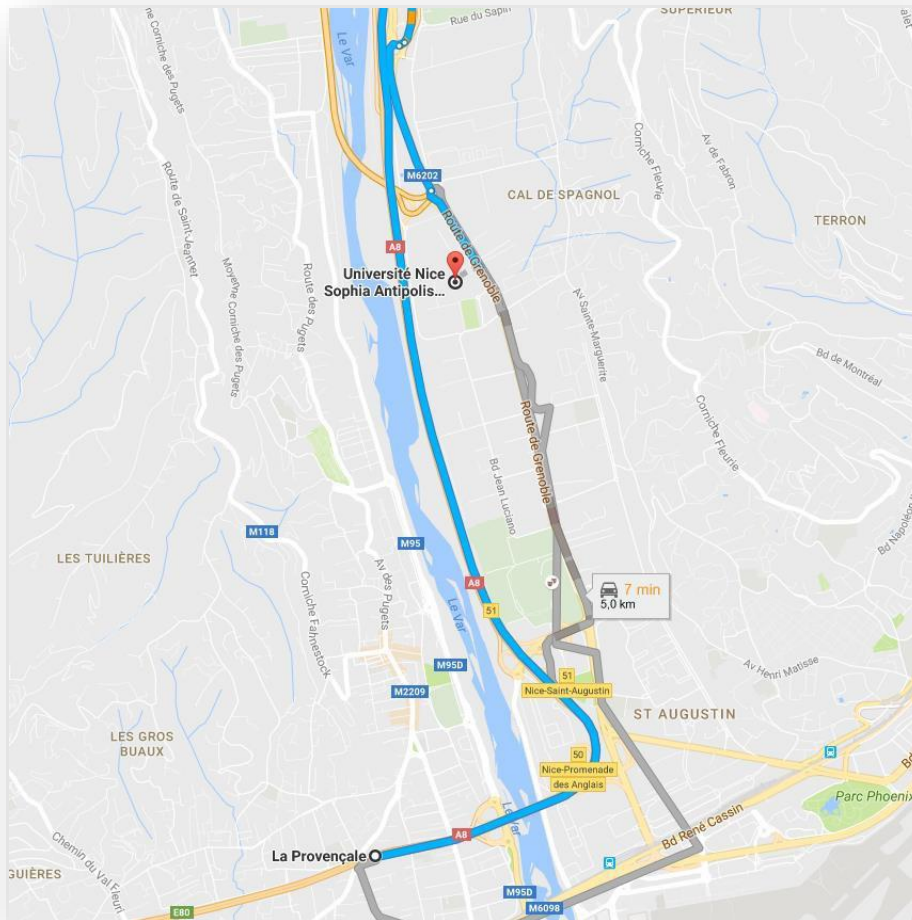 SUPÉRIEUR
Rue du Sapin
Le Var
Corniche des Pugets
Route de Saint-Jeannet
Moyenne Corniche des Pugets
Route des Pugets
M6202
CAL DE SPAGNOL
Corniche Fleurie
Av de Fabron
TERRON
A8
Route de Grenoble
Université Nice
Sophia Antipolis...
Av Sainte-Marguerite
Bd de Montréal
Corniche Fleurie
Route de Grenoble
Bd Jean Luciano
Bd Napoléon
M118
M95
LES TUILIÈRES
Av des Pugets
Corniche Fahnestock
Le Var
A8
51
7 min
5,0 km
M95D
M2209
51
Nice-Saint-Augustin
Av Henri Matisse
ST AUGUSTIN
LES GROS
BUAUX
50
Nice-Promenade
des Anglais
Parc Phoenix
Le Var
Bd René Cassin
A8
La Provençale
Chemin du Val Fleuri
GUIÈRES
M95D
M6098
E80